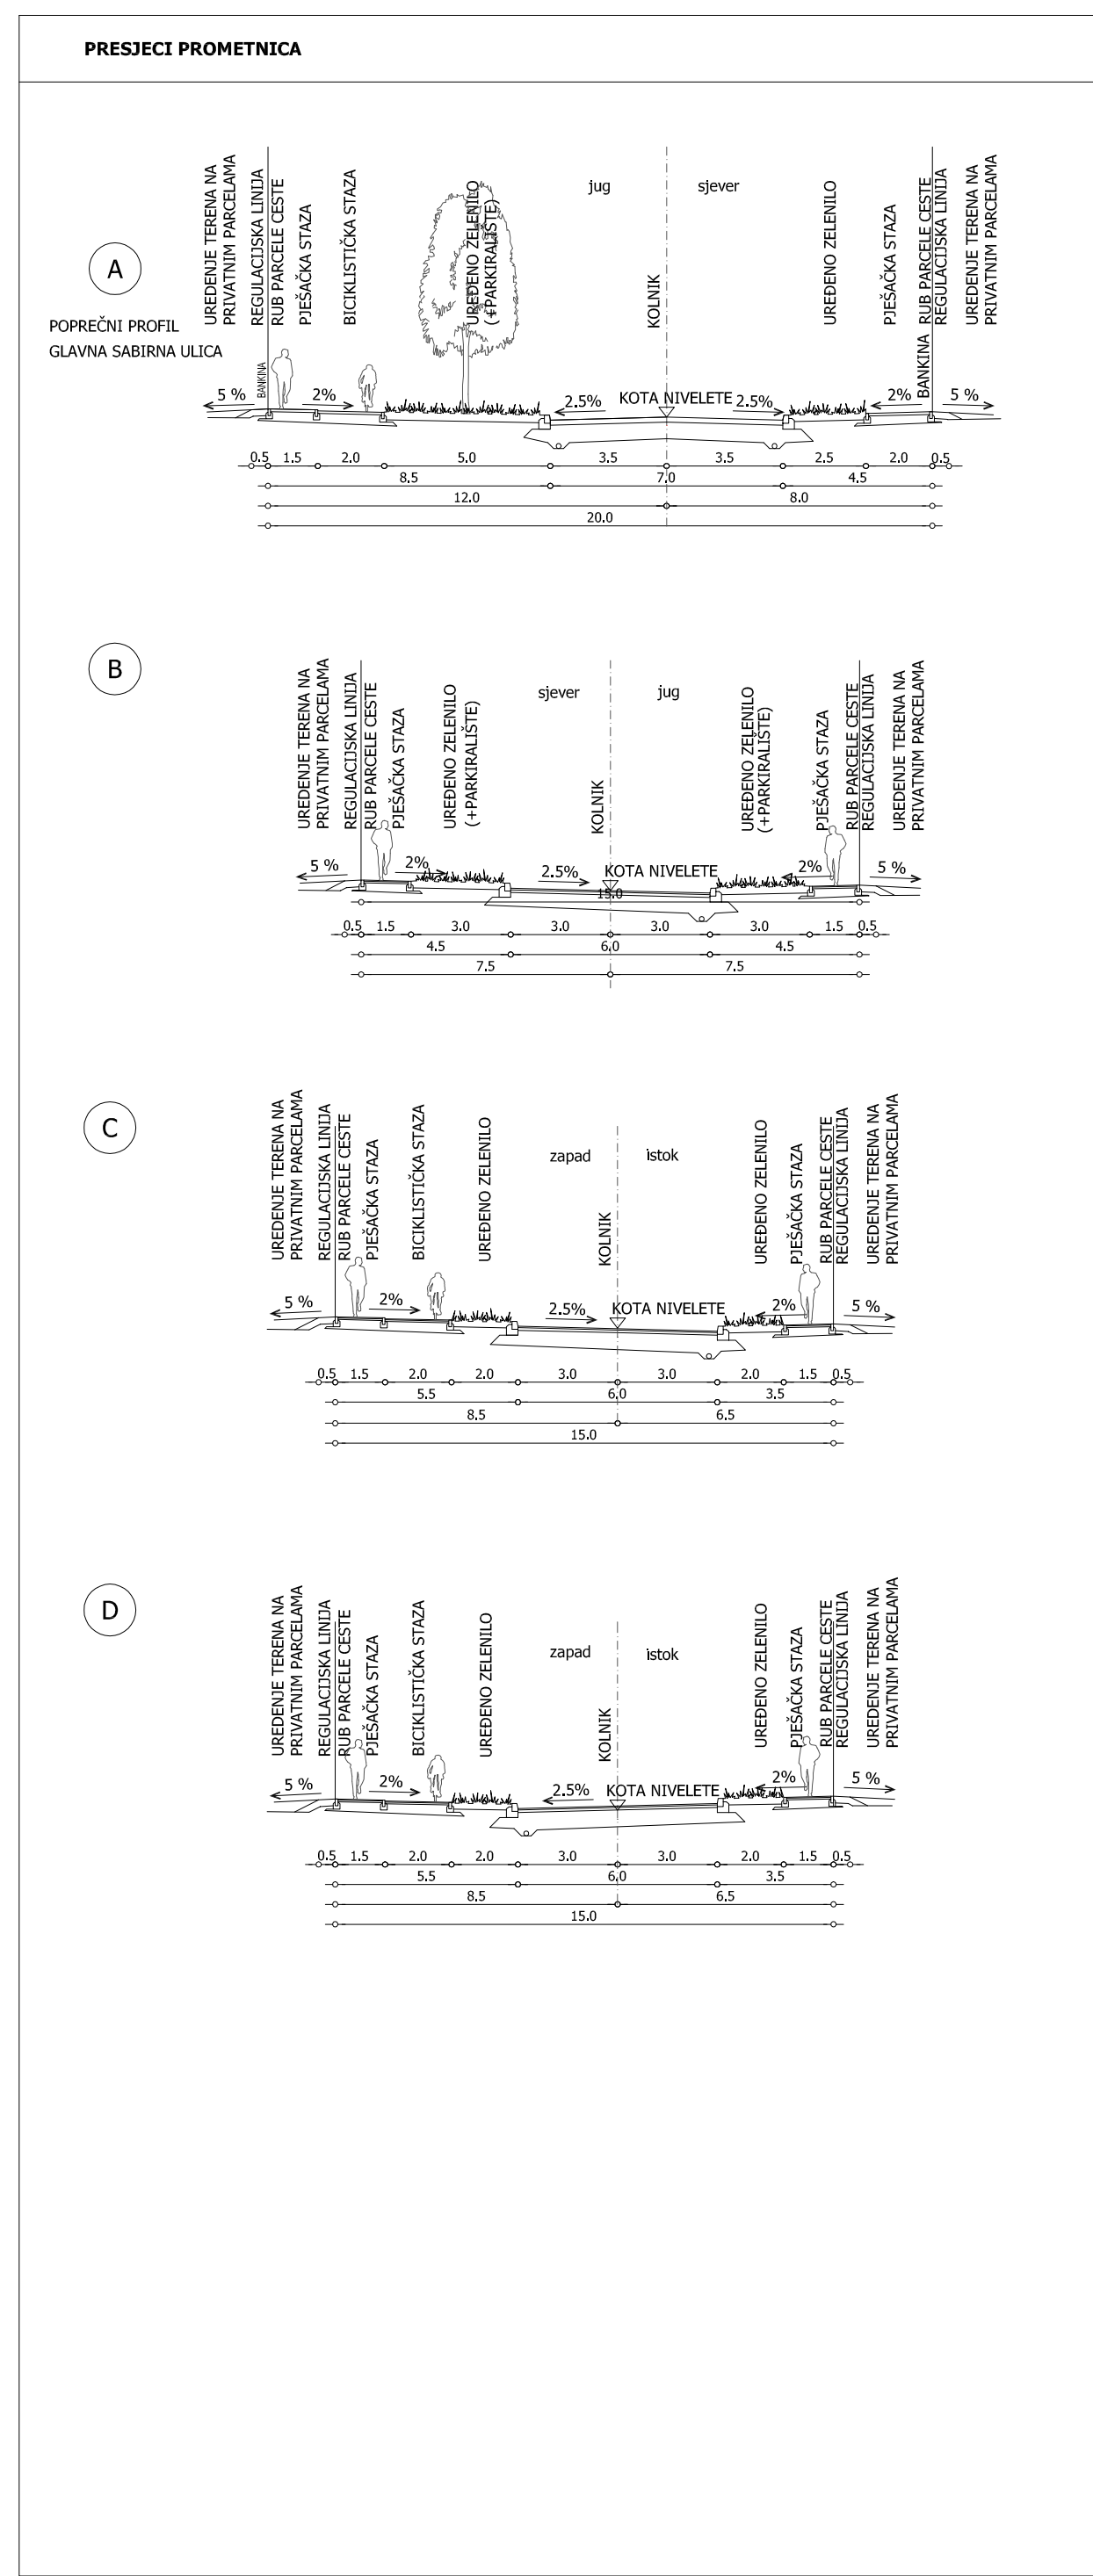 PRESJECI PROMETNICA
A
POPREČNI PROFIL
GLAVNA SABIRNA ULICA
UREĐENJE TERENA NA
PRIVATNIM PARCELAMA
REGULACIJSKA LINIJA
RUB PARCELE CESTE
PJEŠAČKA STAZA
BICIKLISTIČKA STAZA
UREĐENO ZELENILO
(+PARKIRALIŠTE)
jug
sjever
KOLNIK
UREĐENO ZELENILO
PJEŠAČKA STAZA
BANKINA
RUB PARCELE CESTE
REGULACIJSKA LINIJA
UREĐENJE TERENA NA
PRIVATNIM PARCELAMA
BANKINA
5 %
2%
2.5%
KOTA NIVELETE
2.5%
2%
5 %
0.5 1.5 2.0 5.0 3.5 3.5 2.5 2.0 0.5
8.5 7.0 4.5
12.0 8.0
20.0
B
UREĐENJE TERENA NA
PRIVATNIM PARCELAMA
REGULACIJSKA LINIJA
RUB PARCELE CESTE
PJEŠAČKA STAZA
UREĐENO ZELENILO
(+PARKIRALIŠTE)
sjever
jug
KOLNIK
UREĐENO ZELENILO
(+PARKIRALIŠTE)
PJEŠAČKA STAZA
RUB PARCELE CESTE
REGULACIJSKA LINIJA
UREĐENJE TERENA NA
PRIVATNIM PARCELAMA
5 %
2%
2.5%
KOTA NIVELETE
2%
5 %
15.0
0.5 1.5 3.0 3.0 3.0 3.0 1.5 0.5
4.5 6.0 4.5
7.5 7.5
C
UREĐENJE TERENA NA
PRIVATNIM PARCELAMA
REGULACIJSKA LINIJA
RUB PARCELE CESTE
PJEŠAČKA STAZA
BICIKLISTIČKA STAZA
UREĐENO ZELENILO
zapad
istok
KOLNIK
UREĐENO ZELENILO
PJEŠAČKA STAZA
RUB PARCELE CESTE
REGULACIJSKA LINIJA
UREĐENJE TERENA NA
PRIVATNIM PARCELAMA
5 %
2%
2.5%
KOTA NIVELETE
2%
5 %
0.5 1.5 2.0 2.0 3.0 3.0 2.0 1.5 0.5
5.5 6.0 3.5
8.5 6.5
15.0
D
UREĐENJE TERENA NA
PRIVATNIM PARCELAMA
REGULACIJSKA LINIJA
RUB PARCELE CESTE
PJEŠAČKA STAZA
BICIKLISTIČKA STAZA
UREĐENO ZELENILO
zapad
istok
KOLNIK
UREĐENO ZELENILO
PJEŠAČKA STAZA
RUB PARCELE CESTE
REGULACIJSKA LINIJA
UREĐENJE TERENA NA
PRIVATNIM PARCELAMA
5 %
2%
2.5%
KOTA NIVELETE
2%
5 %
0.5 1.5 2.0 2.0 3.0 3.0 2.0 1.5 0.5
5.5 6.0 3.5
8.5 6.5
15.0